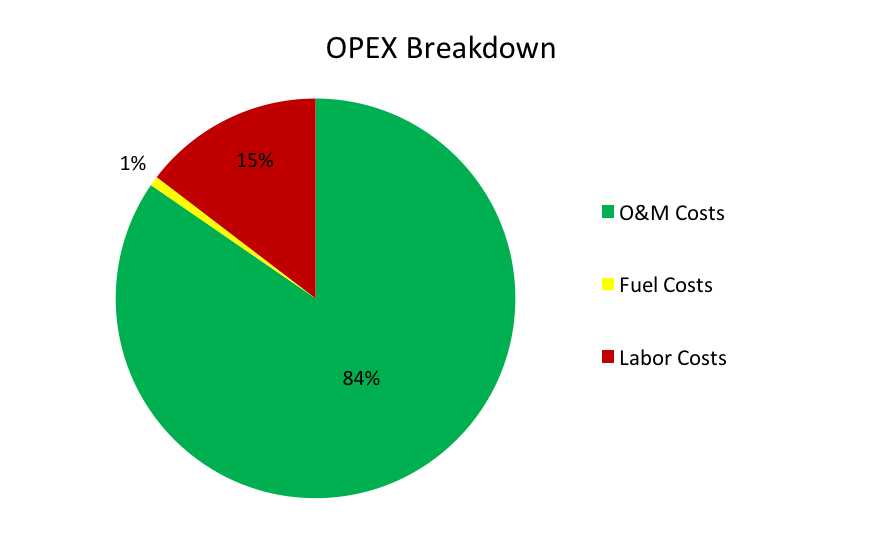 OPEX Breakdown
1%
15%
84%
O&M Costs
Fuel Costs
Labor Costs